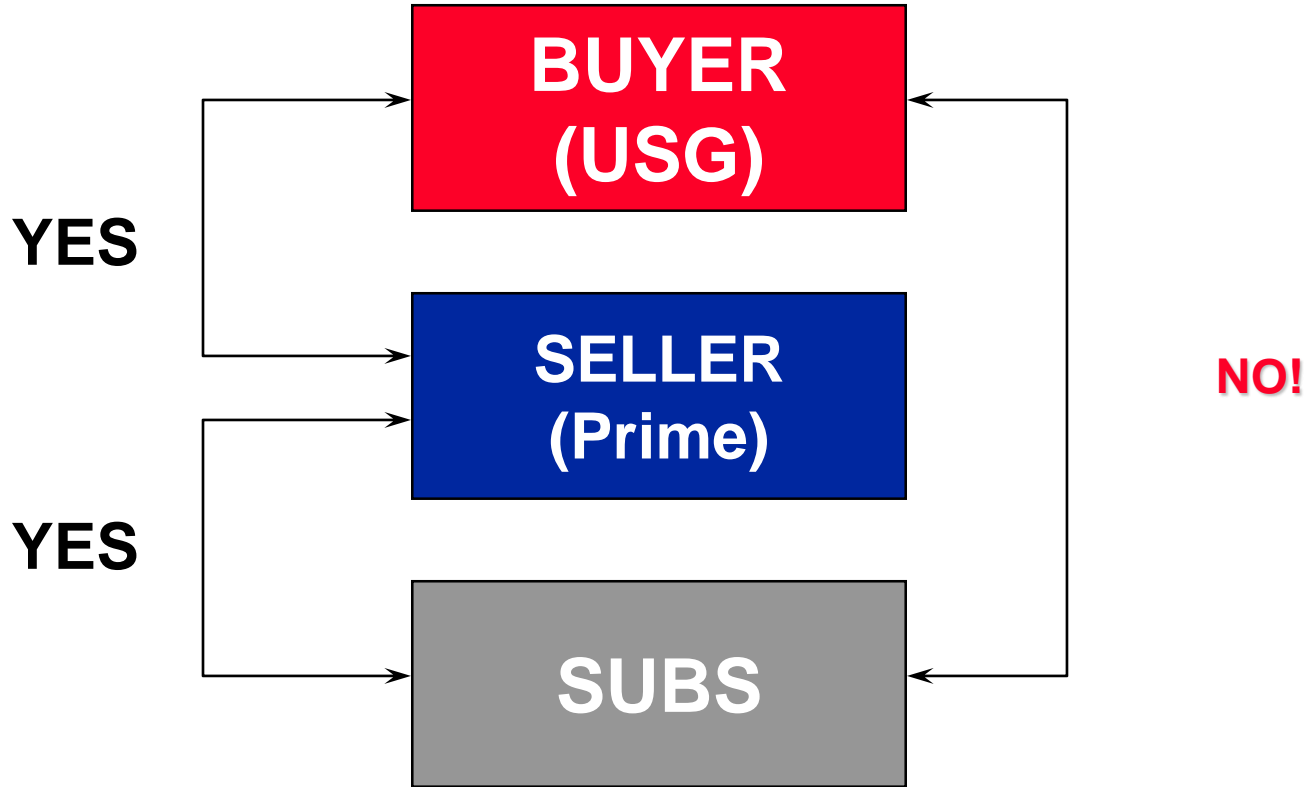 BUYER
(USG)
YES
SELLER
(Prime)
NO!
YES
SUBS